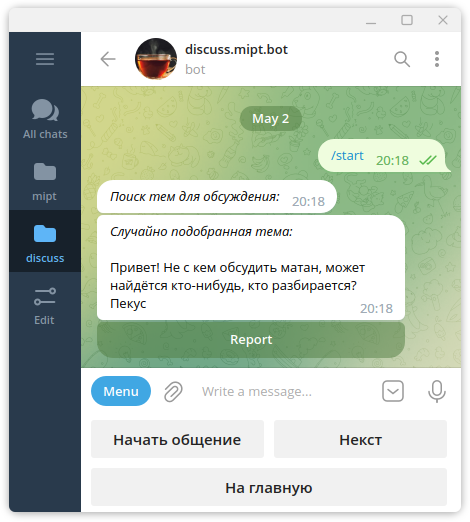 discuss.mipt.bot
bot
May 2
/start 20:18
Поиск тем для обсуждения: 20:18
Случайно подобранная тема:
Привет! Не с кем обсудить матан, может
найдётся кто-нибудь, кто разбирается?
Пекус
20:18
Report
All chats
mipt
discuss
Edit
Menu
Write a message...
Начать общение
Некст
На главную